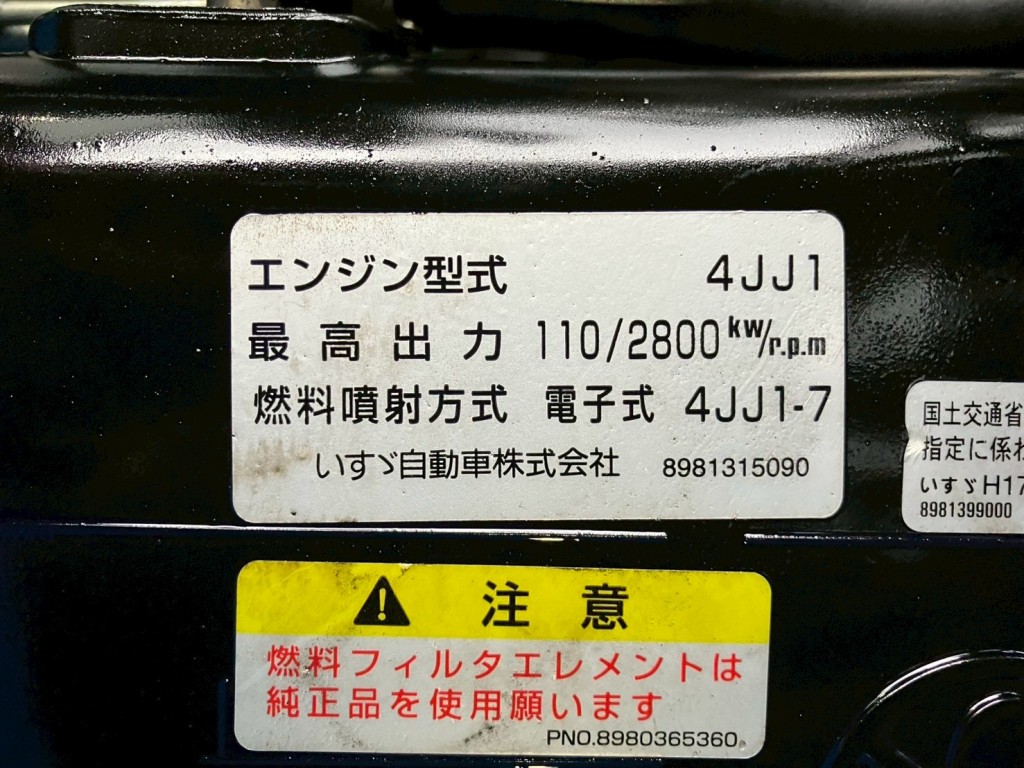 エンジン型式 4JJ1
最高出力 110/2800kW/r.p.m
燃料噴射方式 電子式 4JJ1-7
いすゞ自動車株式会社 8981315090
国土交通省
指定に係わ
いすゞH17
8981399000
注意
燃料フィルタエレメントは
純正品を使用願います
PNO.8980365360